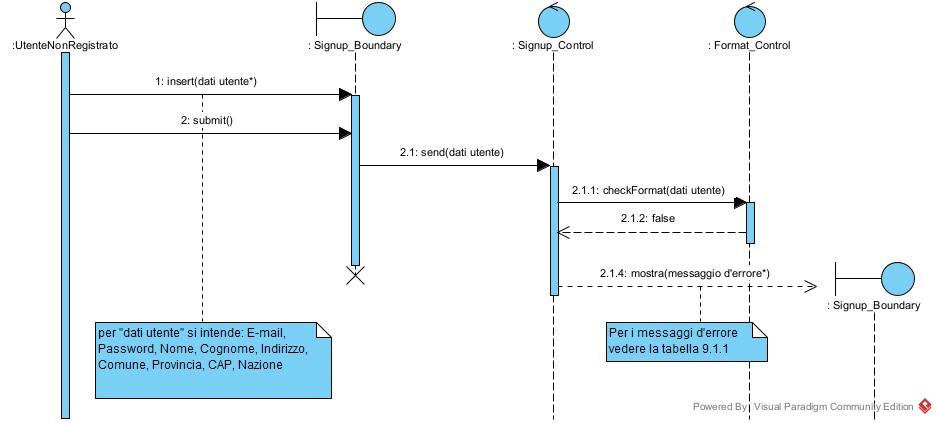 :UtenteNonRegistrato
: Signup_Boundary
: Signup_Control
: Format_Control
1: insert(dati utente*)
2: submit()
2.1: send(dati utente)
2.1.1: checkFormat(dati utente)
2.1.2: false
2.1.4: mostra(messaggio d'errore*)
: Signup_Boundary
per "dati utente" si intende: E-mail,
Password, Nome, Cognome, Indirizzo,
Comune, Provincia, CAP, Nazione
Per i messaggi d'errore
vedere la tabella 9.1.1
Powered By: Visual Paradigm Community Edition